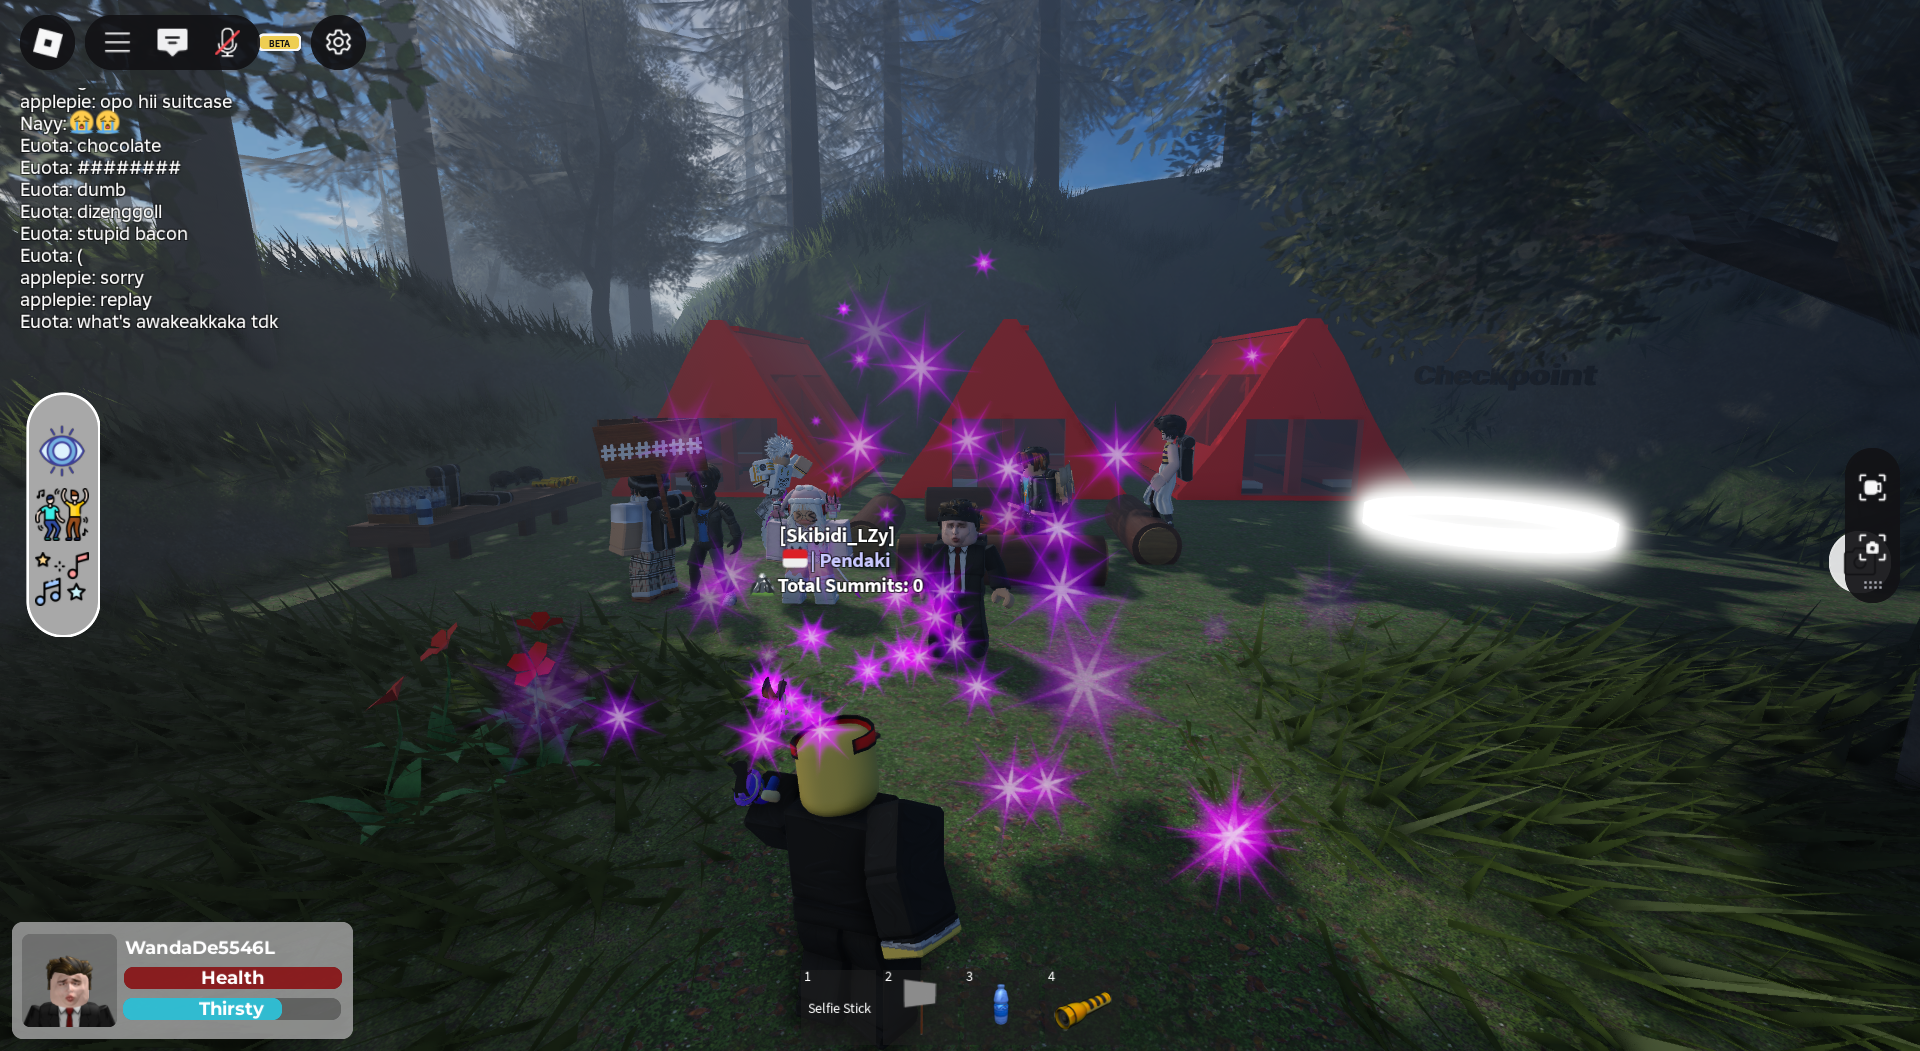 BETA
applepie: opo hii suitcase
Nayy:😭😭
Euota: chocolate
Euota: ########
Euota: dumb
Euota: dizenggoll
Euota: stupid bacon
Euota: (
applepie: sorry
applepie: replay
Euota: what's awakeakkaka tdk
Checkpoint
#######
[Skibidi_LZy]
🇮🇩| Pendaki
Total Summits: 0
WandaDe5546L
Health
Thirsty
1 2 3 4
Selfie Stick